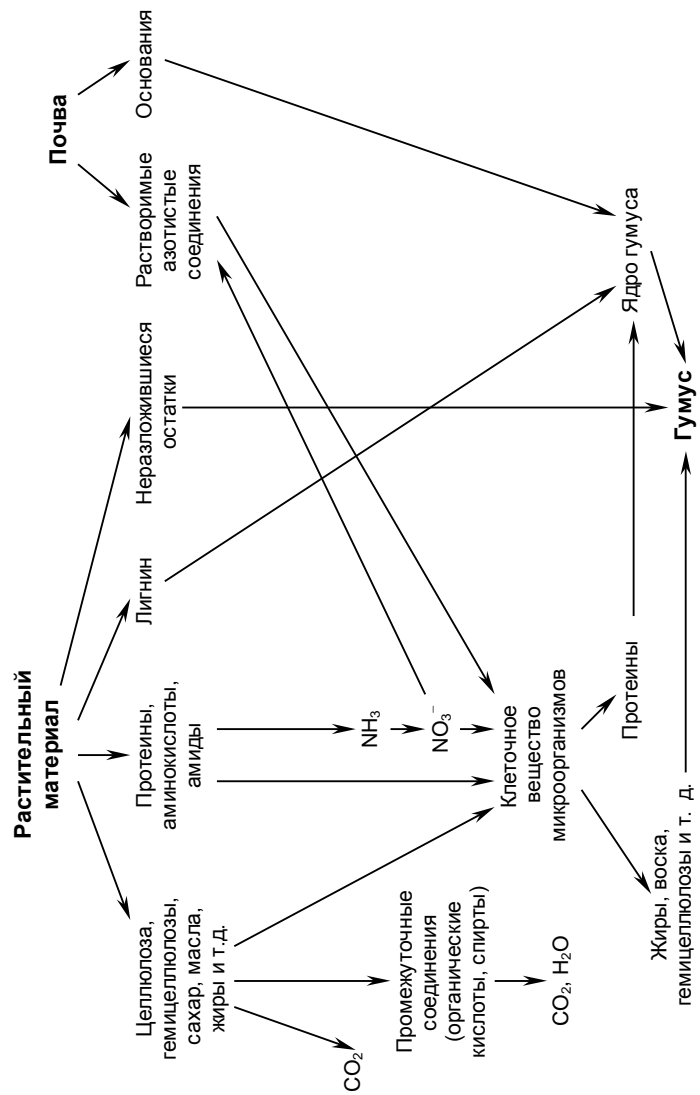 Растительный
материал
Почва
Целлюлоза,
гемицеллюлозы,
сахар, масла,
жиры и т.д.
Протеины,
аминокислоты,
амиды
Лигнин
Неразложившиеся
остатки
Растворимые
азотистые
соединения
Основания
CO₂
Промежуточные
соединения
(органические
кислоты, спирты)
CO₂, H₂O
NH₃
NO₃⁻
Клеточное
вещество
микроорганизмов
Протеины
Ядро гумуса
Жиры, воска,
гемицеллюлозы и т. д.
Гумус